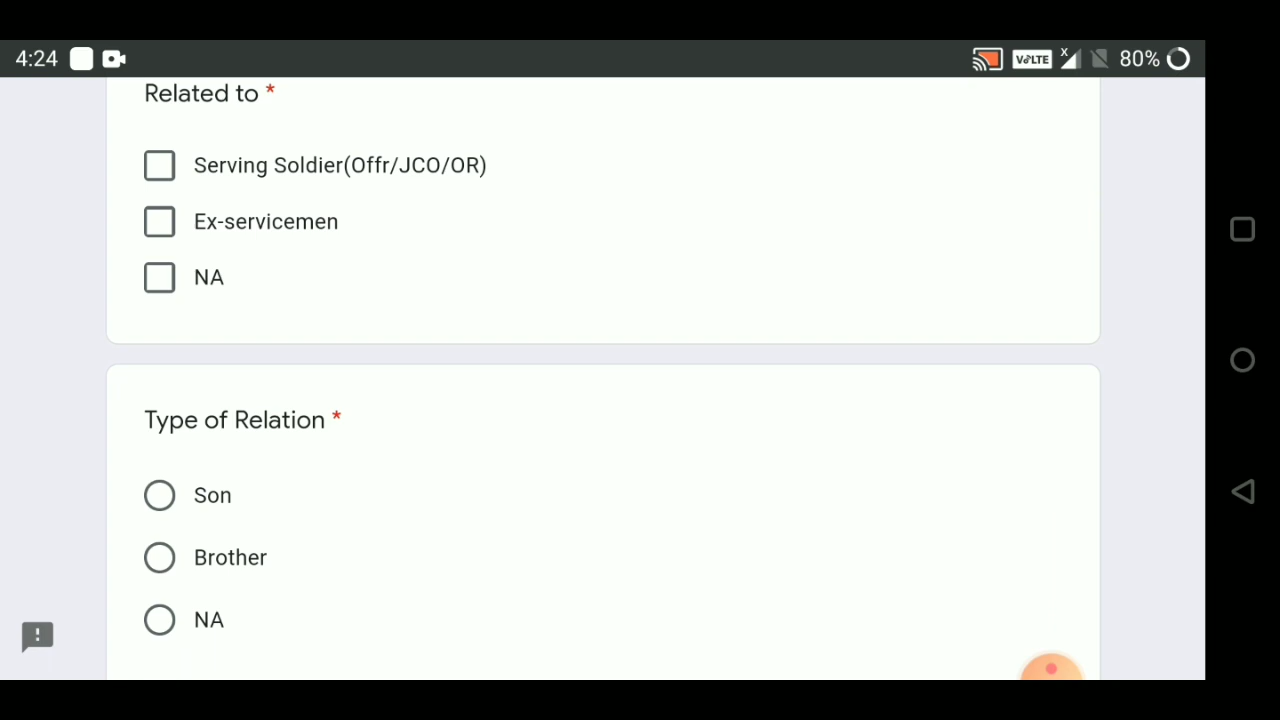 4:24 VoLTE X 80%
Related to *
Serving Soldier(Offr/JCO/OR)
Ex-servicemen
NA
Type of Relation *
Son
Brother
NA